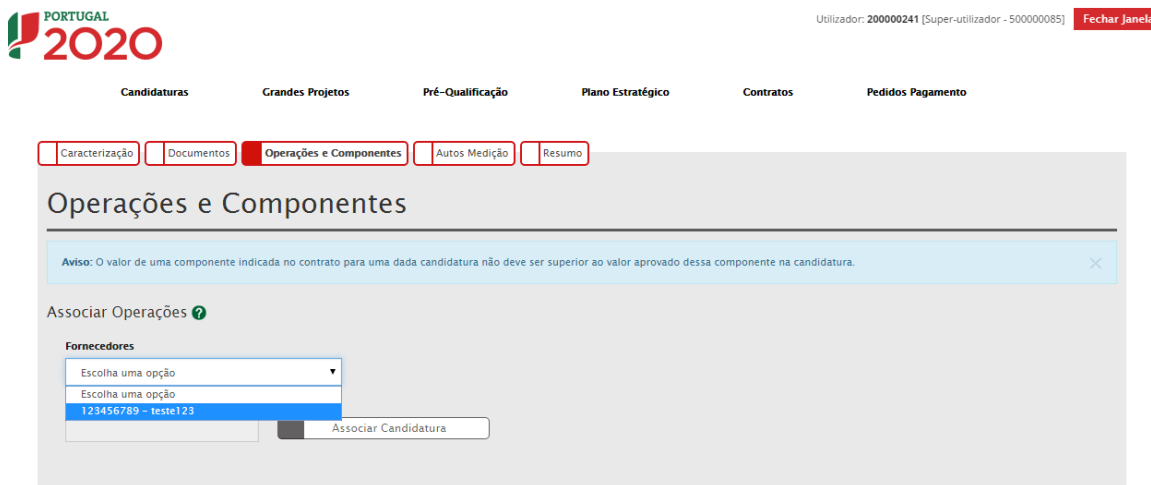 PORTUGAL
2020
Utilizador: 200000241 [Super-utilizador - 500000085]
Fechar Janela
Candidaturas
Grandes Projetos
Pré-Qualificação
Plano Estratégico
Contratos
Pedidos Pagamento
Caracterização
Documentos
Operações e Componentes
Autos Medição
Resumo
Operações e Componentes
Aviso: O valor de uma componente indicada no contrato para uma dada candidatura não deve ser superior ao valor aprovado dessa componente na candidatura.
Associar Operações ?
Fornecedores
Escolha uma opção
Escolha uma opção
123456789 - teste123
Associar Candidatura